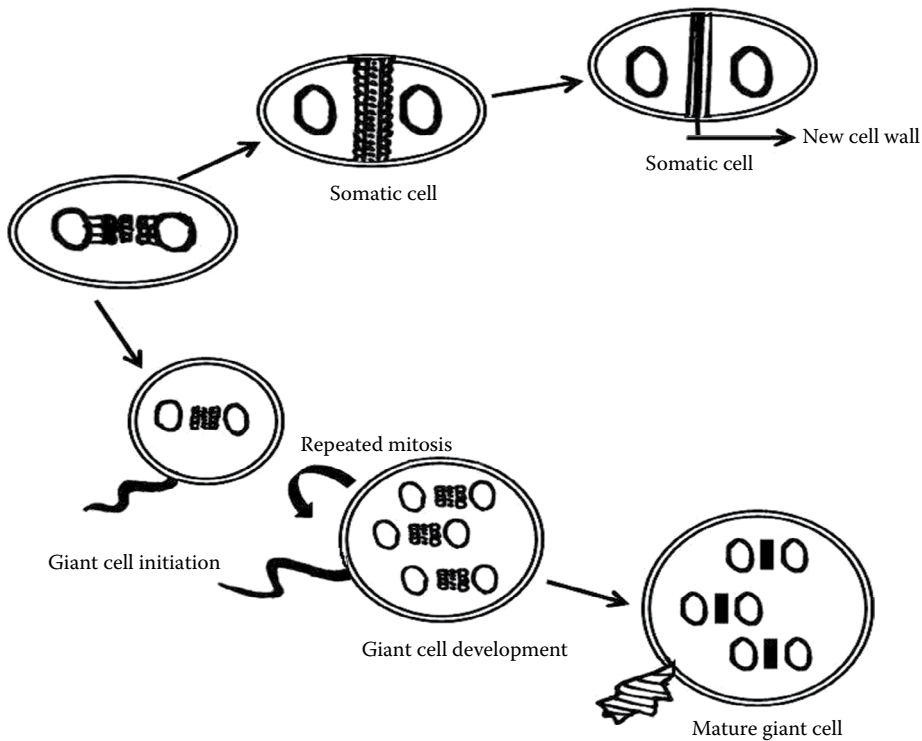 New cell wall
Somatic cell
Somatic cell
Repeated mitosis
Giant cell initiation
Giant cell development
Mature giant cell